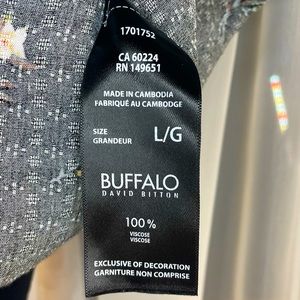 1701752
CA 60224
RN 149651
MADE IN CAMBODIA
FABRIQUÉ AU CAMBODGE
SIZE
GRANDEUR
L/G
BUFFALO
DAVID BITTON
100%
VISCOSE
VISCOSE
EXCLUSIVE OF DECORATION
GARNITURE NON COMPRISE